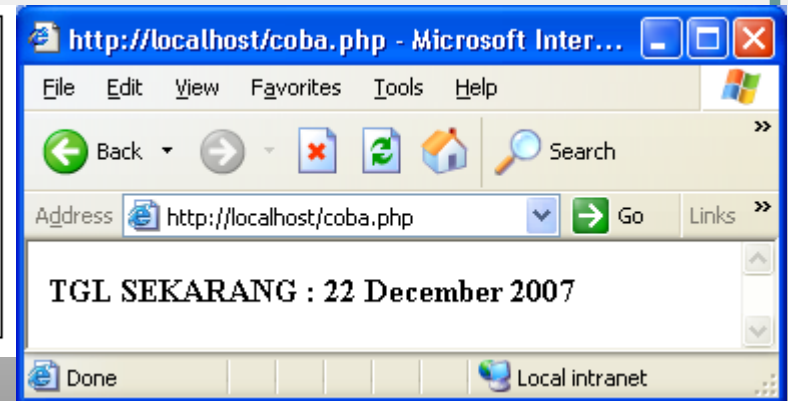 http://localhost/coba.php - Microsoft Inter...
File Edit View Favorites Tools Help
Back Search »
Address http://localhost/coba.php Go Links »
TGL SEKARANG : 22 December 2007
Done Local intranet